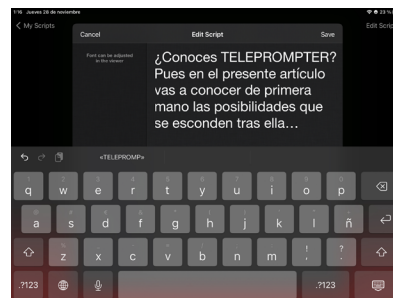 1:16 Jueves 28 de noviembre
23 %
My Scripts
Edit Scrip
Cancel
Edit Script
Save
Font can be adjusted
in the viewer
¿Conoces TELEPROMPTER?
Pues en el presente artículo
vas a conocer de primera
mano las posibilidades que
se esconden tras ella…
«TELEPROMP»
q w e r t y u i o p
a s d f g h j k l ñ
z x c v b n m ! , ? .
.?123
.?123